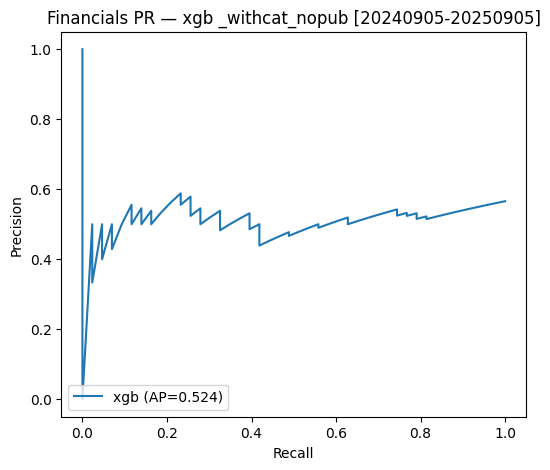 Financials PR — xgb _withcat_nopub [20240905-20250905]
1.0
0.8
0.6
0.4
0.2
0.0
Precision
xgb (AP=0.524)
0.0 0.2 0.4 0.6 0.8 1.0
Recall